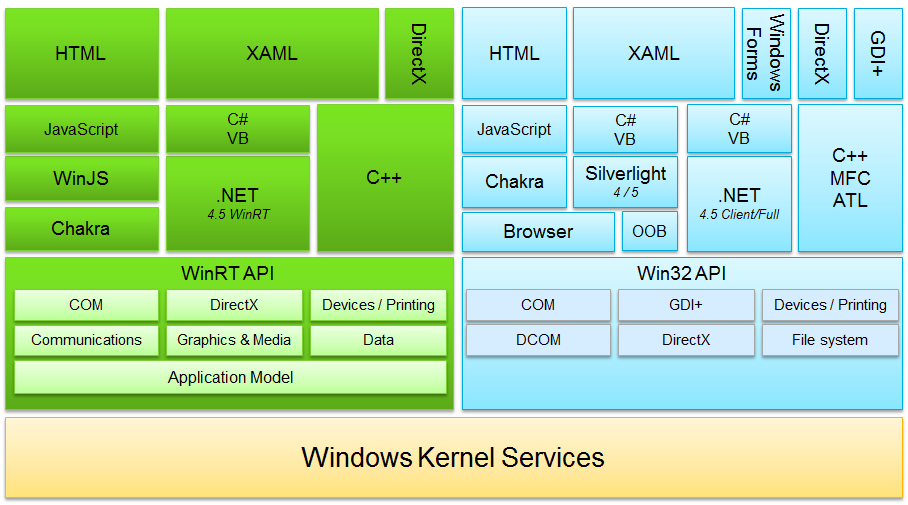 HTML
XAML
DirectX
JavaScript
C#
VB
C++
WinJS
.NET
4.5 WinRT
Chakra
WinRT API
COM
DirectX
Devices / Printing
Communications
Graphics & Media
Data
Application Model
HTML
XAML
Windows
Forms
DirectX
GDI+
JavaScript
C#
VB
C#
VB
C++
MFC
ATL
Chakra
Silverlight
4 / 5
.NET
4.5 Client/Full
Browser
OOB
Win32 API
COM
GDI+
Devices / Printing
DCOM
DirectX
File system
Windows Kernel Services